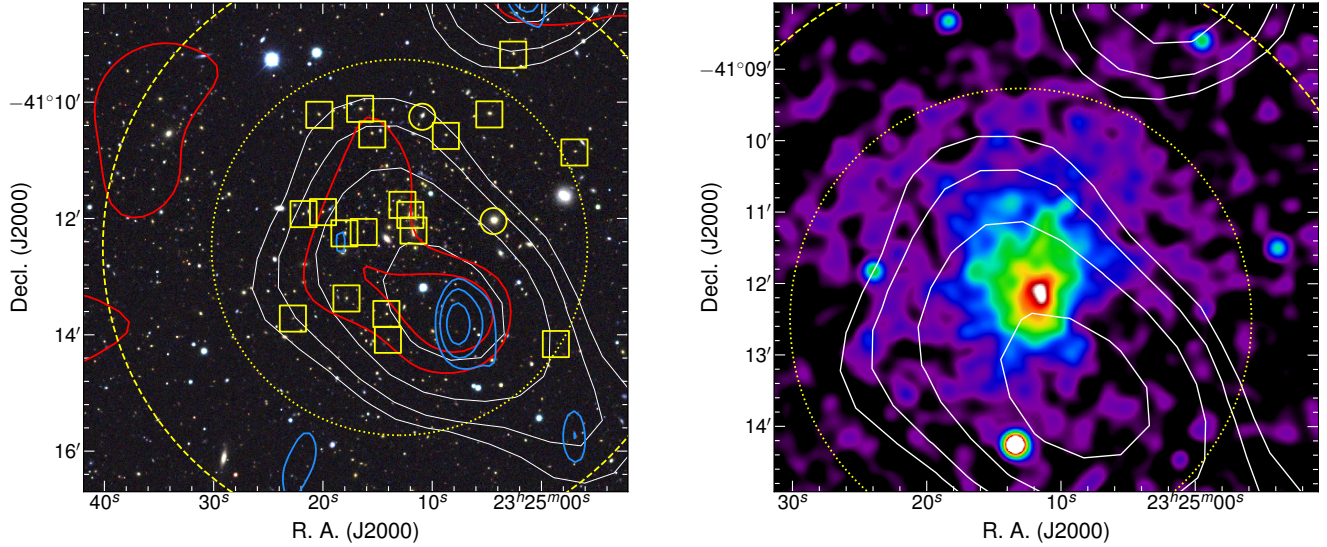 −41°10′
12′
14′
16′
Decl. (J2000)
40ˢ
30ˢ
20ˢ
10ˢ
23ʰ25ᵐ00ˢ
R. A. (J2000)
−41°09′
10′
11′
12′
13′
14′
Decl. (J2000)
30ˢ
20ˢ
10ˢ
23ʰ25ᵐ00ˢ
R. A. (J2000)